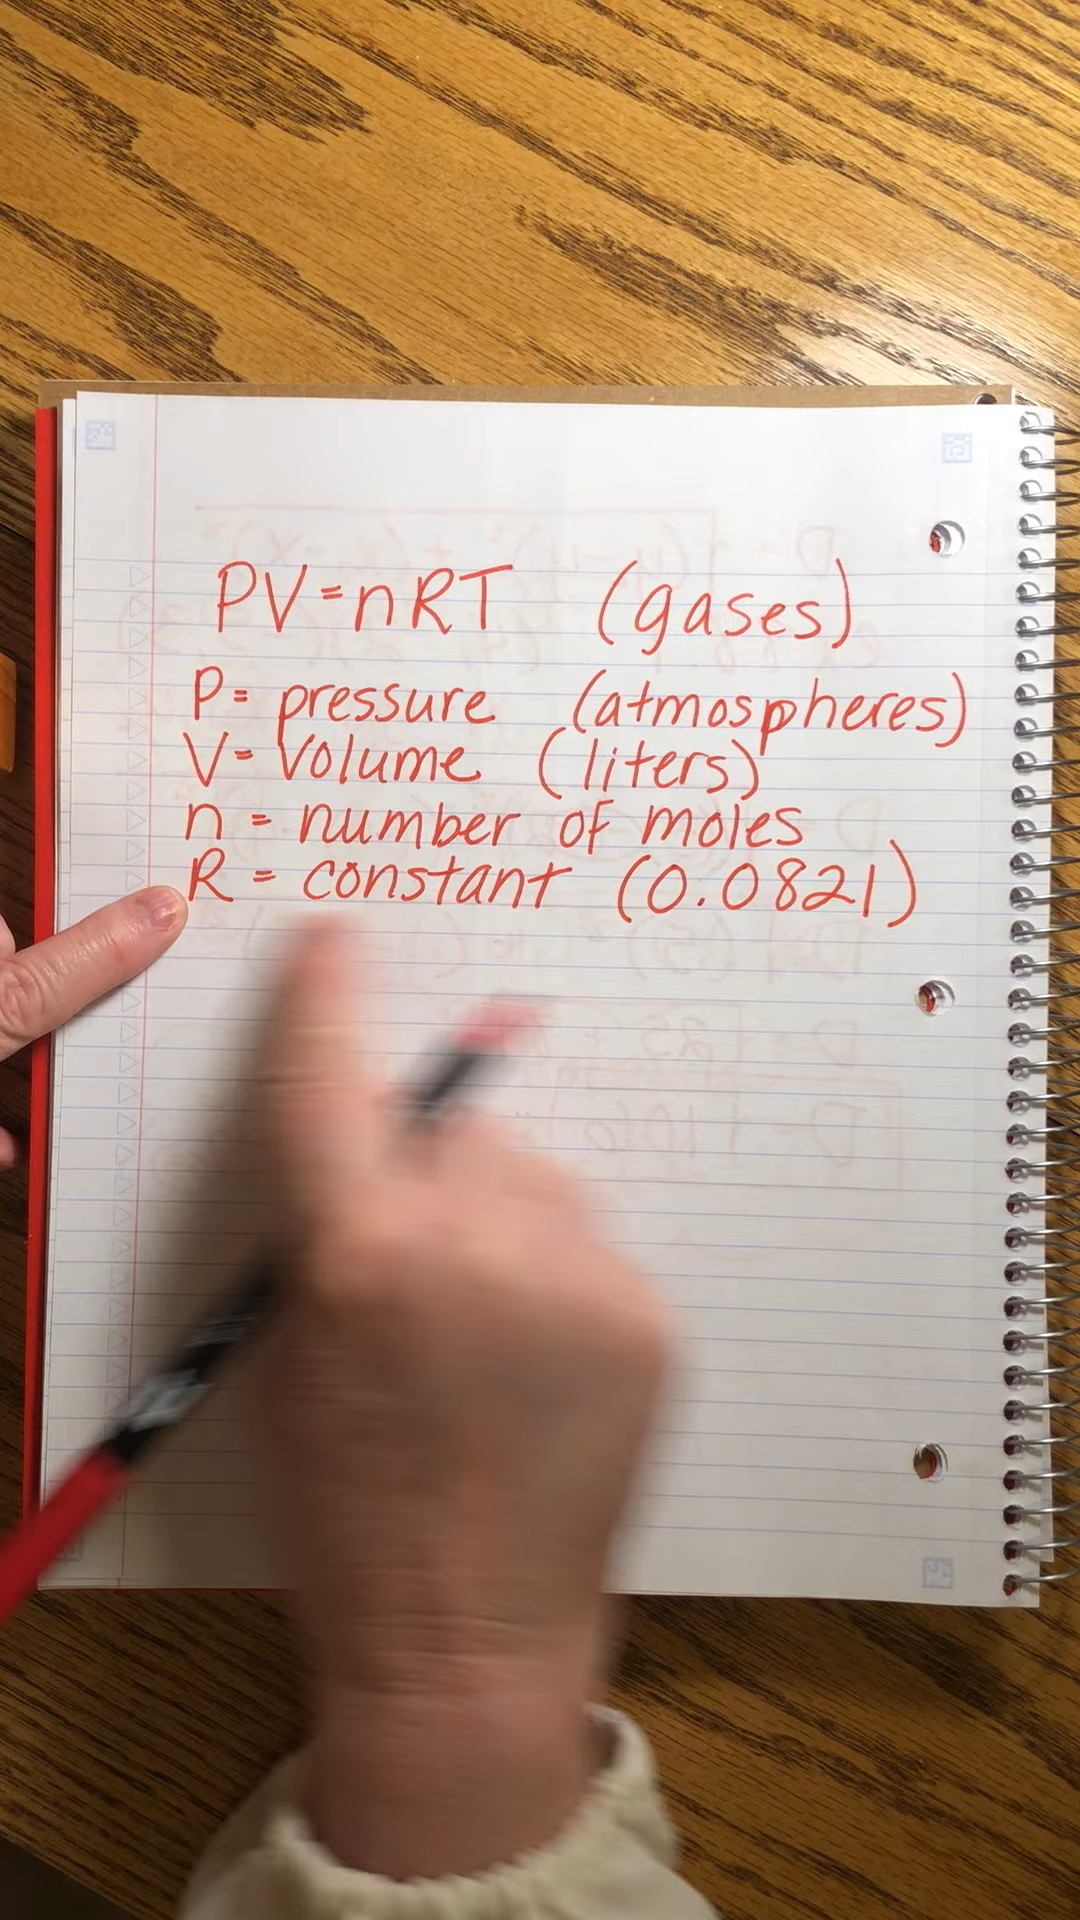 PV=nRT (gases)
P= pressure (atmospheres)
V= Volume (liters)
n = number of moles
R = constant (0.0821)